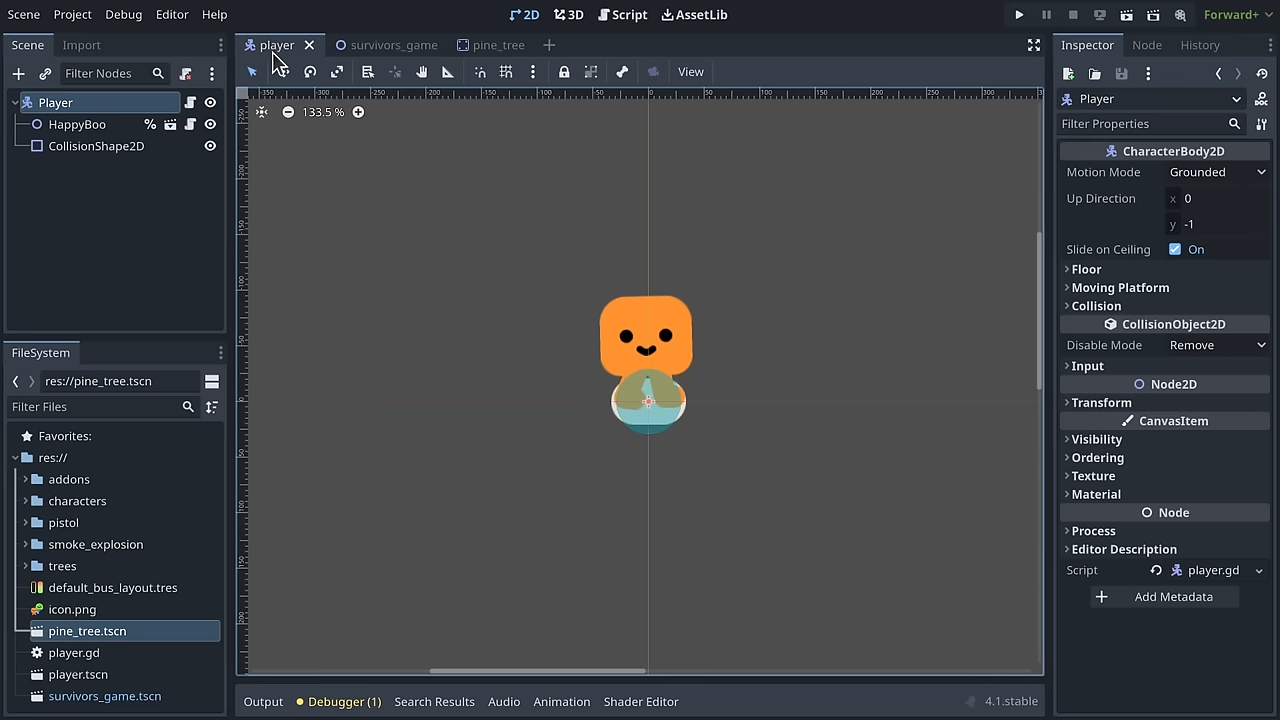 Scene Project Debug Editor Help
2D 3D Script AssetLib
Forward+
Scene Import
Filter Nodes
Player
HappyBoo %
CollisionShape2D
FileSystem
res://pine_tree.tscn
Filter Files
Favorites:
res://
addons
characters
pistol
smoke_explosion
trees
default_bus_layout.tres
icon.png
pine_tree.tscn
player.gd
player.tscn
survivors_game.tscn
player survivors_game pine_tree
View
133.5 %
Output Debugger (1) Search Results Audio Animation Shader Editor
4.1.stable
Inspector Node History
Player
Filter Properties
CharacterBody2D
Motion Mode Grounded
Up Direction x 0
y -1
Slide on Ceiling On
Floor
Moving Platform
Collision
CollisionObject2D
Disable Mode Remove
Input
Node2D
Transform
CanvasItem
Visibility
Ordering
Texture
Material
Node
Process
Editor Description
Script player.gd
Add Metadata